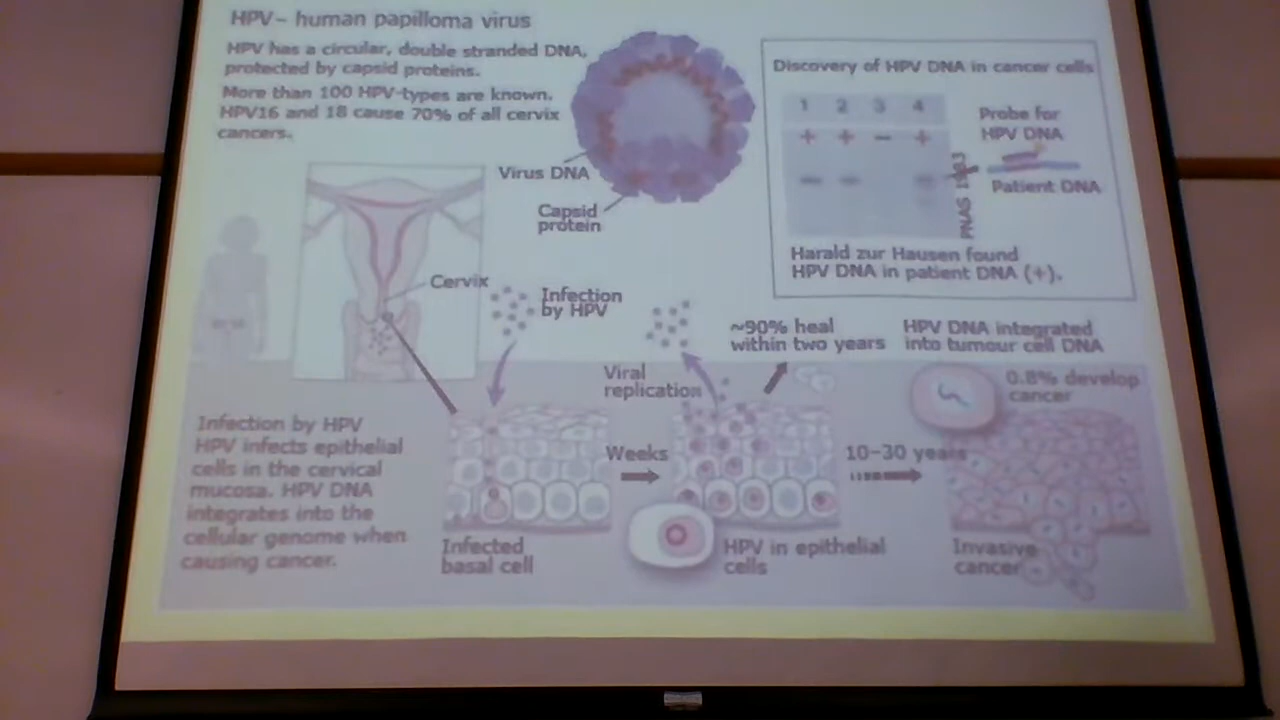 HPV– human papilloma virus
HPV has a circular, double stranded DNA,
protected by capsid proteins.
More than 100 HPV-types are known.
HPV16 and 18 cause 70% of all cervix
cancers.
Virus DNA
Capsid
protein
Discovery of HPV DNA in cancer cells
1 2 3 4
+ + – +
Probe for
HPV DNA
Patient DNA
PNAS 1983
Harald zur Hausen found
HPV DNA in patient DNA (+).
Cervix
Infection
by HPV
~90% heal
within two years
HPV DNA integrated
into tumour cell DNA
Viral
replication
0.8% develop
cancer
Infection by HPV
HPV infects epithelial
cells in the cervical
mucosa. HPV DNA
integrates into the
cellular genome when
causing cancer.
Weeks
10–30 years
Infected
basal cell
HPV in epithelial
cells
Invasive
cancer